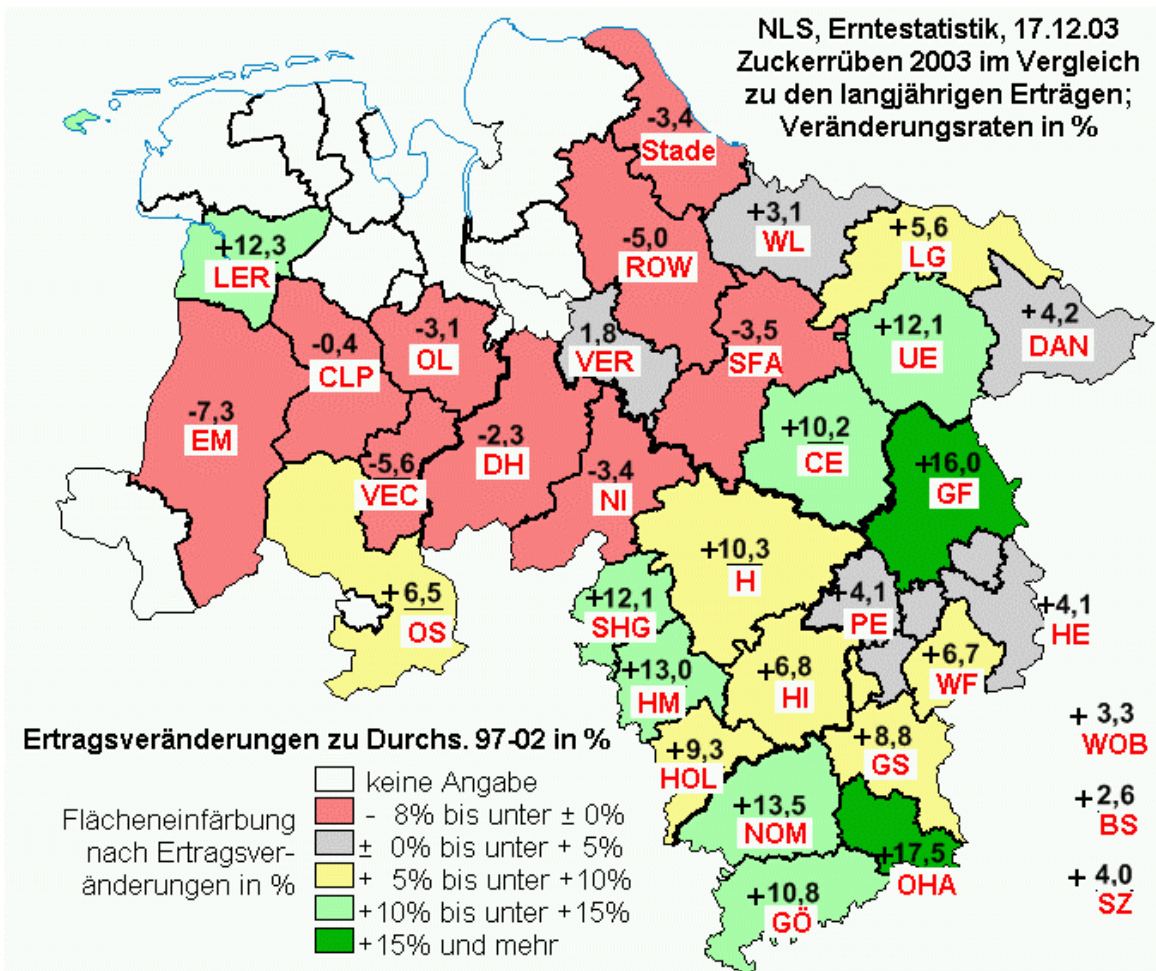 NLS, Erntestatistik, 17.12.03
Zuckerrüben 2003 im Vergleich
zu den langjährigen Erträgen;
Veränderungsraten in %
-3,4
Stade
+3,1
WL
+5,6
LG
-5,0
ROW
+12,3
LER
+ 4,2
DAN
-3,1
OL
1,8
VER
-3,5
SFA
+12,1
UE
-0,4
CLP
-7,3
EM
-2,3
DH
+10,2
CE
-5,6
VEC
-3,4
NI
+16,0
GF
+10,3
H
+ 6,5
OS
+12,1
SHG
+4,1
PE
+4,1
HE
+13,0
HM
+6,8
HI
+6,7
WF
+ 3,3
WOB
+9,3
HOL
+8,8
GS
+2,6
BS
+13,5
NOM
+17,5
OHA
+ 4,0
SZ
+10,8
GÖ
Ertragsveränderungen zu Durchs. 97-02 in %
Flächeneinfärbung
nach Ertragsver-
änderungen in %
keine Angabe
- 8% bis unter ± 0%
± 0% bis unter + 5%
+ 5% bis unter +10%
+10% bis unter +15%
+15% und mehr